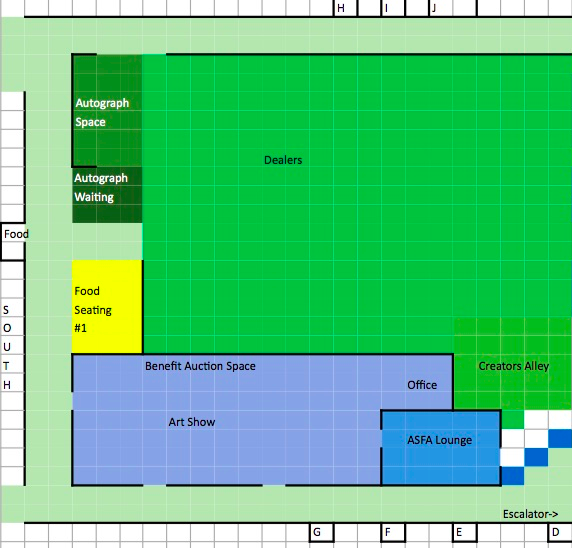 H I J
Autograph
Space
Dealers
Autograph
Waiting
Food
Food
Seating
#1
S
O
U
T
H
Benefit Auction Space
Creators Alley
Office
Art Show
ASFA Lounge
Escalator->
G F E D